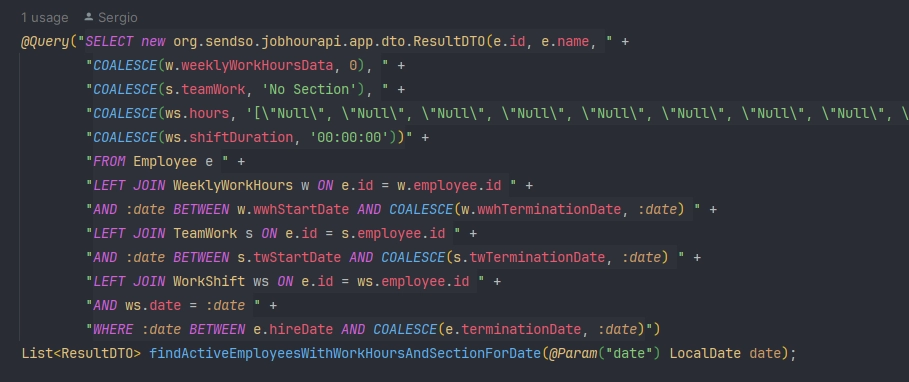 1 usage Sergio
@Query("SELECT new org.sendso.jobhourapi.app.dto.ResultDTO(e.id, e.name, " +
"COALESCE(w.weeklyWorkHoursData, 0), " +
"COALESCE(s.teamWork, 'No Section'), " +
"COALESCE(ws.hours, '[\"Null\", \"Null\", \"Null\", \"Null\", \"Null\", \"Null\", \"Null\", \"Null\", \
"COALESCE(ws.shiftDuration, '00:00:00'))" +
"FROM Employee e " +
"LEFT JOIN WeeklyWorkHours w ON e.id = w.employee.id " +
"AND :date BETWEEN w.wwhStartDate AND COALESCE(w.wwhTerminationDate, :date) " +
"LEFT JOIN TeamWork s ON e.id = s.employee.id " +
"AND :date BETWEEN s.twStartDate AND COALESCE(s.twTerminationDate, :date) " +
"LEFT JOIN WorkShift ws ON e.id = ws.employee.id " +
"AND ws.date = :date " +
"WHERE :date BETWEEN e.hireDate AND COALESCE(e.terminationDate, :date)")
List<ResultDTO> findActiveEmployeesWithWorkHoursAndSectionForDate(@Param("date") LocalDate date);